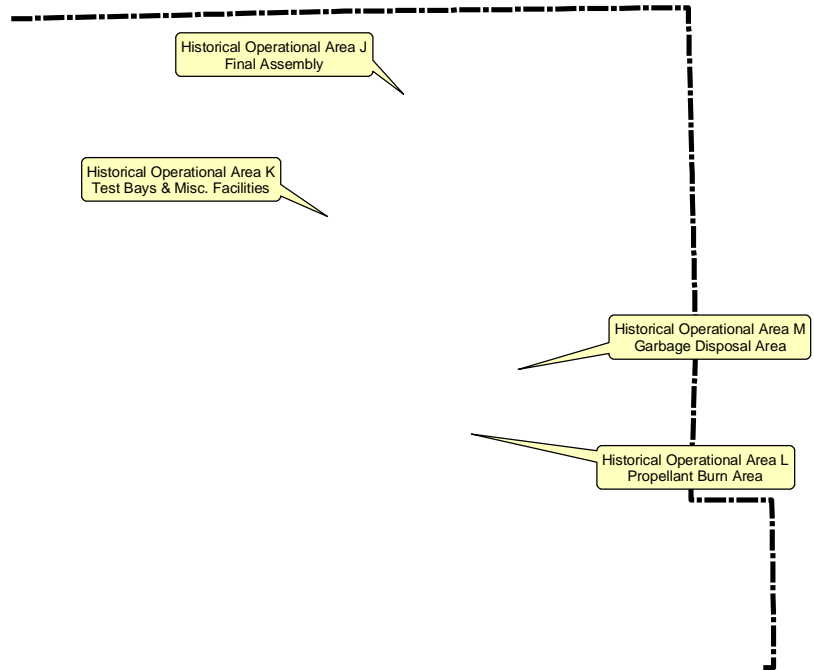 Historical Operational Area J
Final Assembly
Historical Operational Area K
Test Bays & Misc. Facilities
Historical Operational Area M
Garbage Disposal Area
Historical Operational Area L
Propellant Burn Area